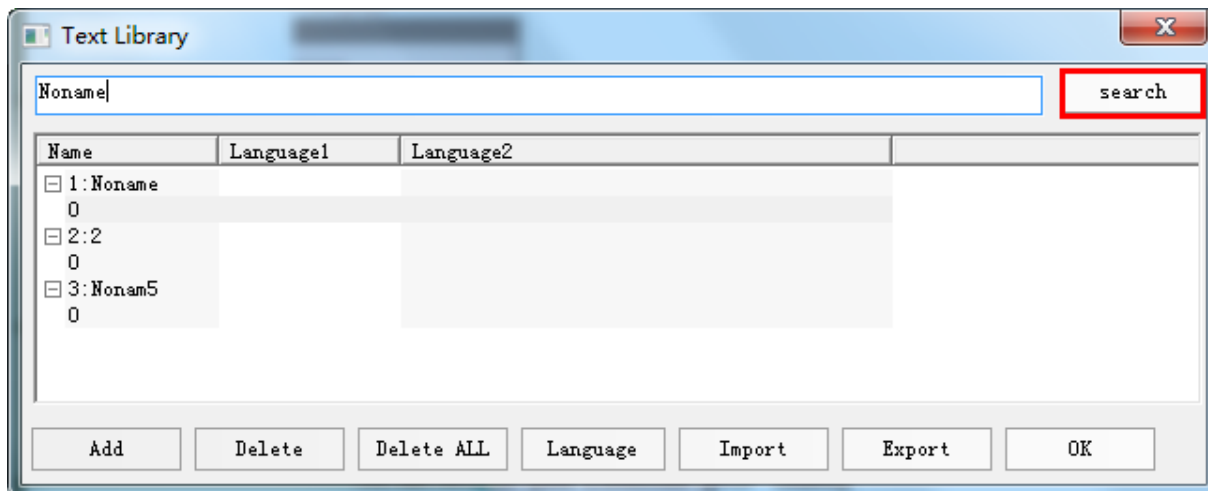 Text Library
Noname
search
Name Language1 Language2
1:Noname
0
2:2
0
3:Nonam5
0
Add Delete Delete ALL Language Import Export OK